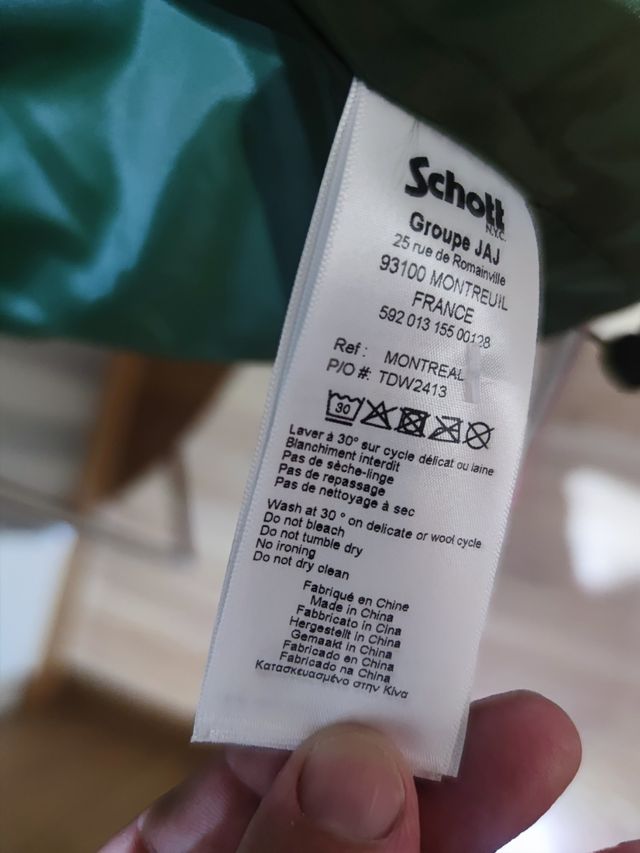 Schott
N.Y.C.
Groupe JAJ
25 rue de Romainville
93100 MONTREUIL
FRANCE
592 013 155 00128
Ref : MONTREAL
P/O #: TDW2413
30
Laver à 30° sur cycle délicat ou laine
Blanchiment interdit
Pas de sèche-linge
Pas de repassage
Pas de nettoyage à sec
Wash at 30 ° on delicate or wool cycle
Do not bleach
Do not tumble dry
No ironing
Do not dry clean
Fabriqué en Chine
Made in China
Fabbricato in Cina
Hergestellt in China
Gemaakt in China
Fabricado en China
Fabricado na China
Κατασκευασμένο στην Κίνα